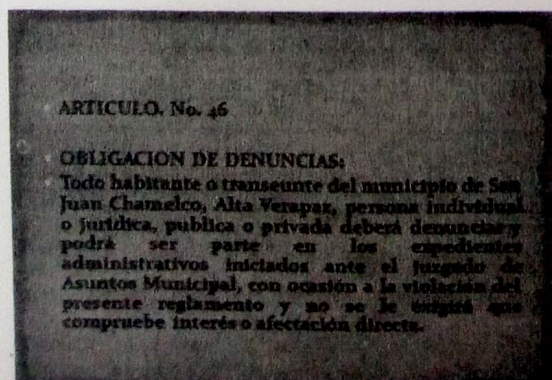 ARTICULO. No. 46
OBLIGACION DE DENUNCIAS:
Todo habitante o transeunte del municipio de San
Juan Chamelco, Alta Verapaz, persona individual
o juridica, publica o privada deberá denunciar y
podrá ser parte en los expedientes
administrativos iniciados ante el juzgado de
Asuntos Municipal, con ocasión a la violación del
presente reglamento y no se le exigirá que
compruebe interés o afectación directa.